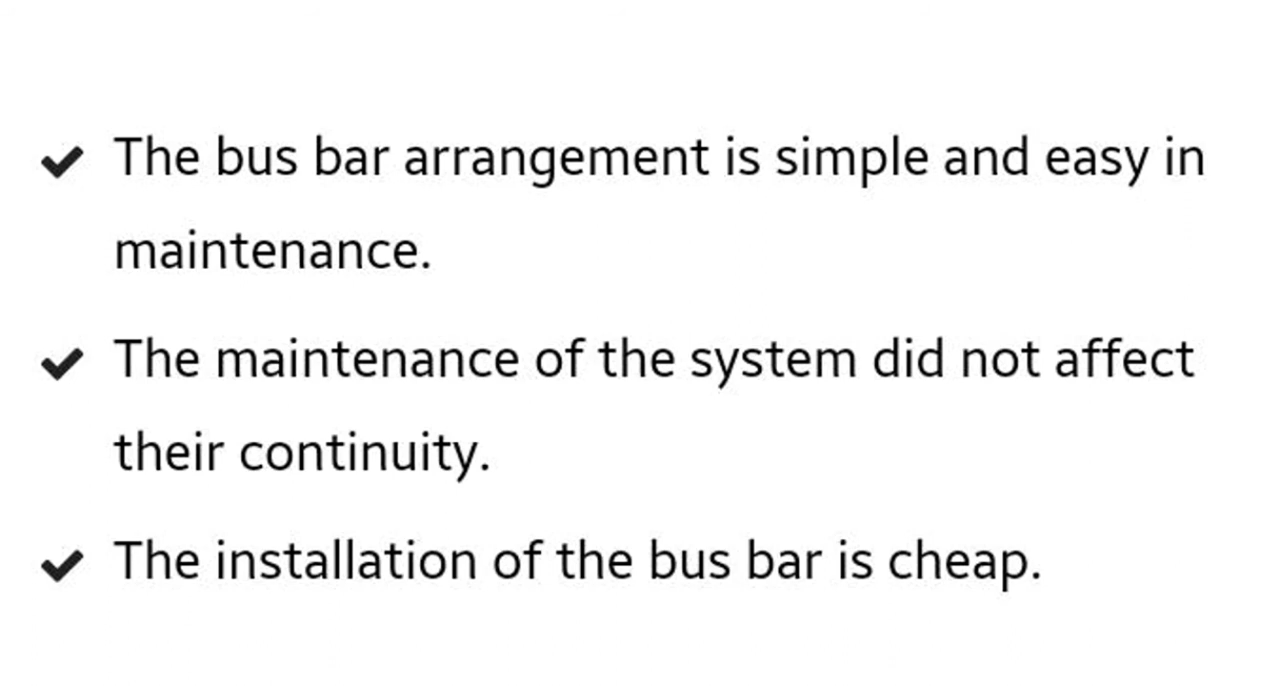 ✔ The bus bar arrangement is simple and easy in
maintenance.
✔ The maintenance of the system did not affect
their continuity.
✔ The installation of the bus bar is cheap.